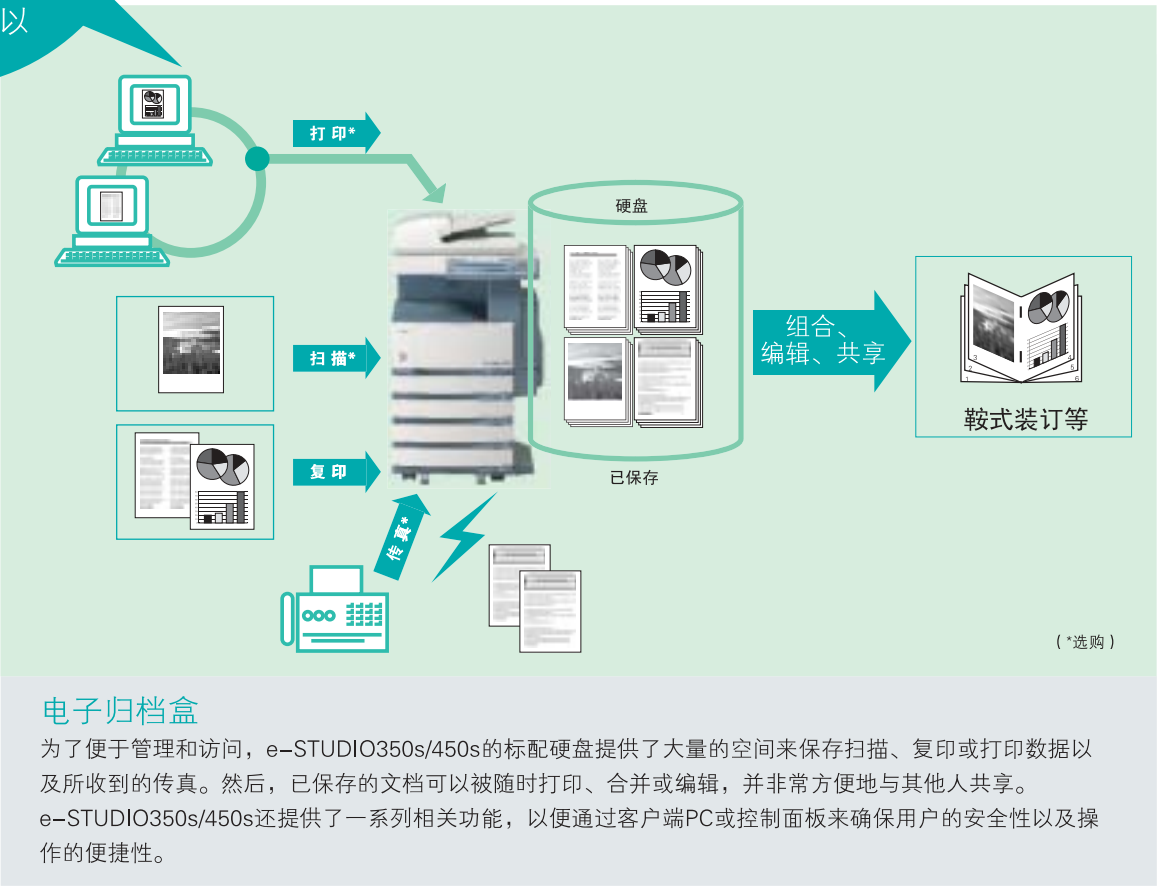 以
打印*
硬盘
扫描*
复印
传真*
已保存
组合、
编辑、共享
3
2
1
4
5
6
鞍式装订等
(*选购)
电子归档盒
为了便于管理和访问，e-STUDIO350s/450s的标配硬盘提供了大量的空间来保存扫描、复印或打印数据以
及所收到的传真。然后，已保存的文档可以被随时打印、合并或编辑，并非常方便地与其他人共享。
e-STUDIO350s/450s还提供了一系列相关功能，以便通过客户端PC或控制面板来确保用户的安全性以及操
作的便捷性。